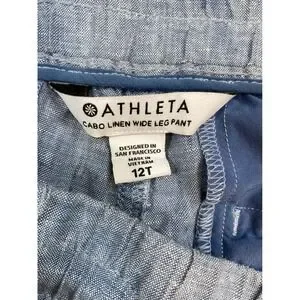 ATHLETA
CABO LINEN WIDE LEG PANT
DESIGNED IN
SAN FRANCISCO
MADE IN
VIETNAM
12T